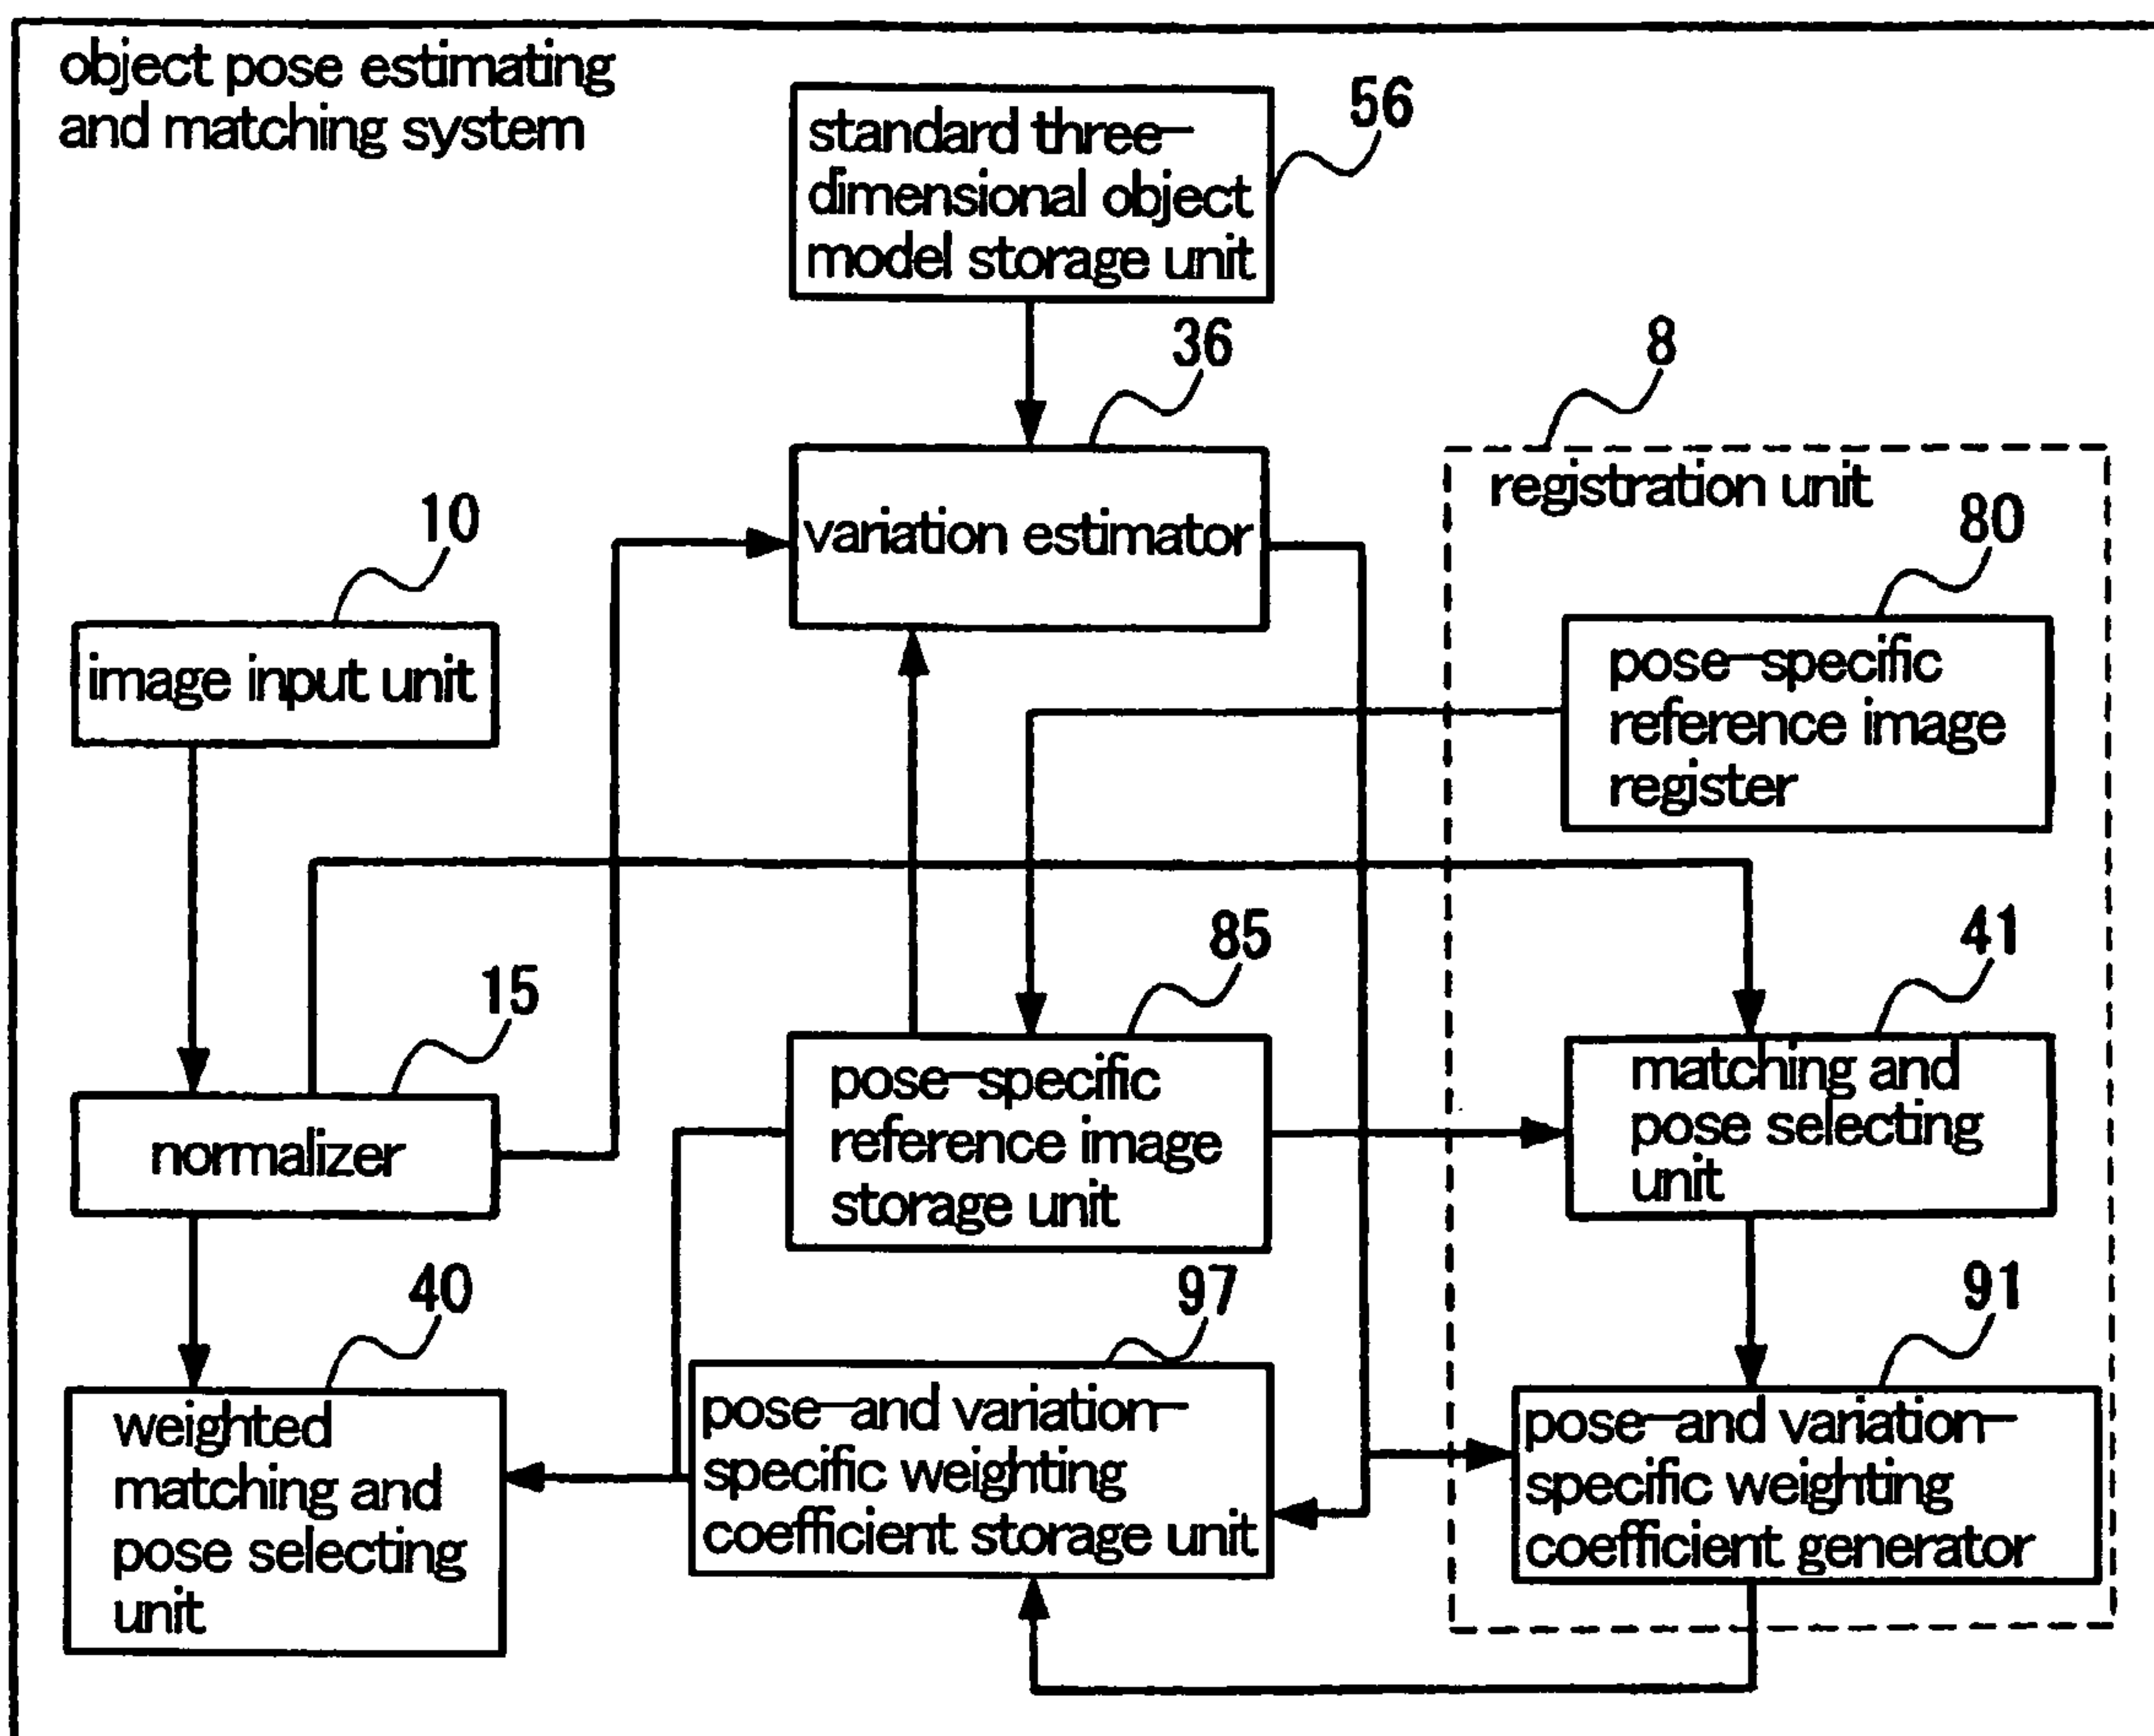 object pose estimating
and matching system
56
standard three-
dimensional object
model storage unit
36
8
variation estimator
registration unit
10
80
image input unit
pose-specific
reference image
register
85
41
15
normalizer
pose-specific
reference image
storage unit
matching and
pose selecting
unit
40
97
91
weighted
matching and
pose selecting
unit
pose-and variation-
specific weighting
coefficient storage unit
pose-and variation-
specific weighting
coefficient generator